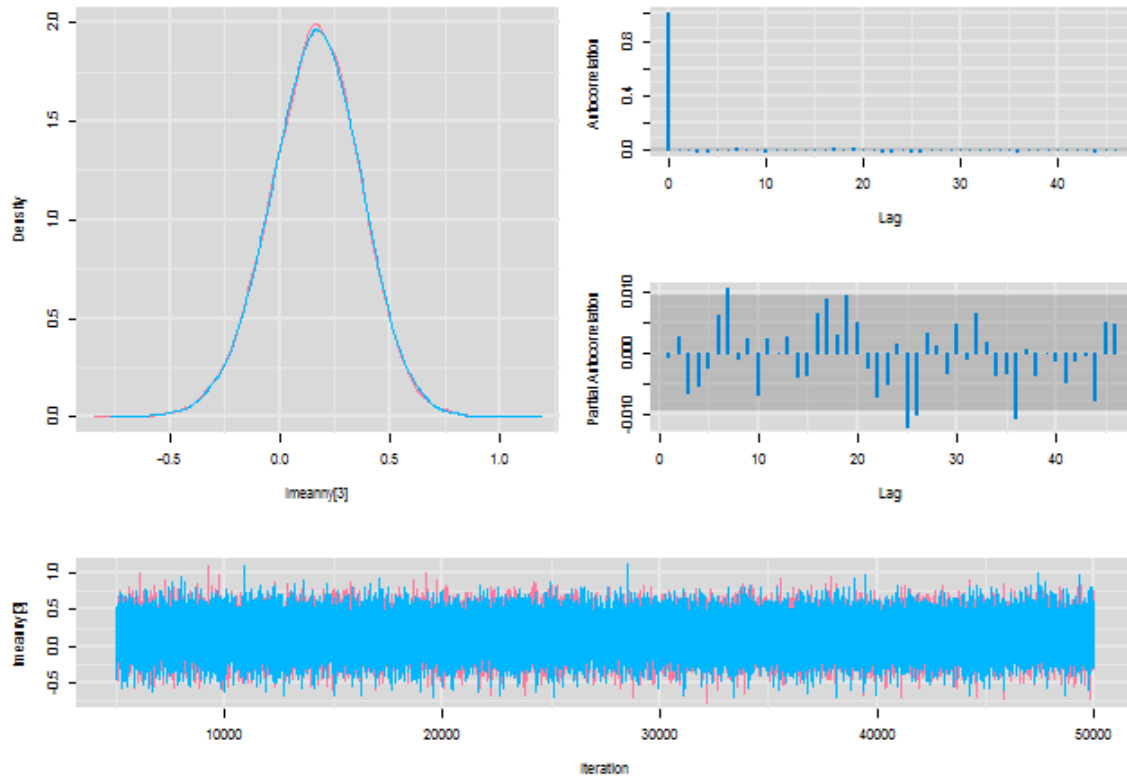 Density
0.0 0.5 1.0 1.5 2.0
-0.5 0.0 0.5 1.0
lmeanny[3]
Autocorrelation
0.0 0.4 0.8
0 10 20 30 40
Lag
Partial Autocorrelation
-0.010 0.000 0.010
0 10 20 30 40
Lag
lmeanny[3]
-0.5 0.0 0.5 1.0
10000 20000 30000 40000 50000
Iteration